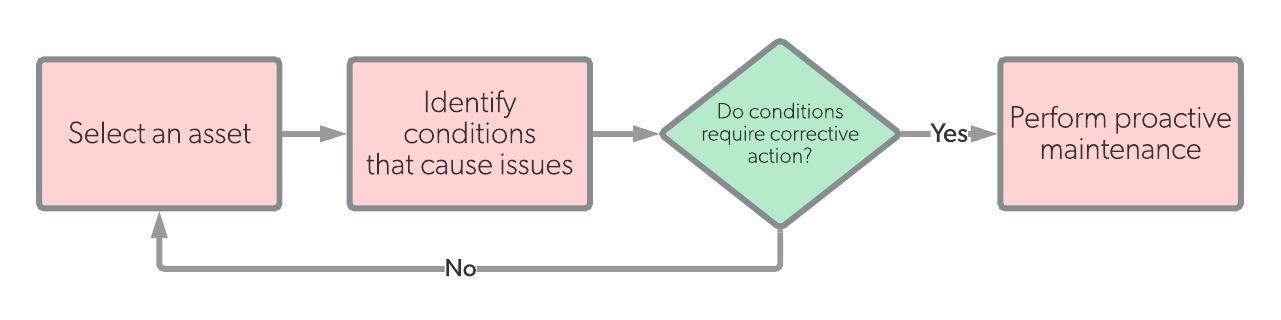 Select an asset
Identify
conditions
that cause issues
Do conditions
require corrective
action?
Yes
Perform proactive
maintenance
No